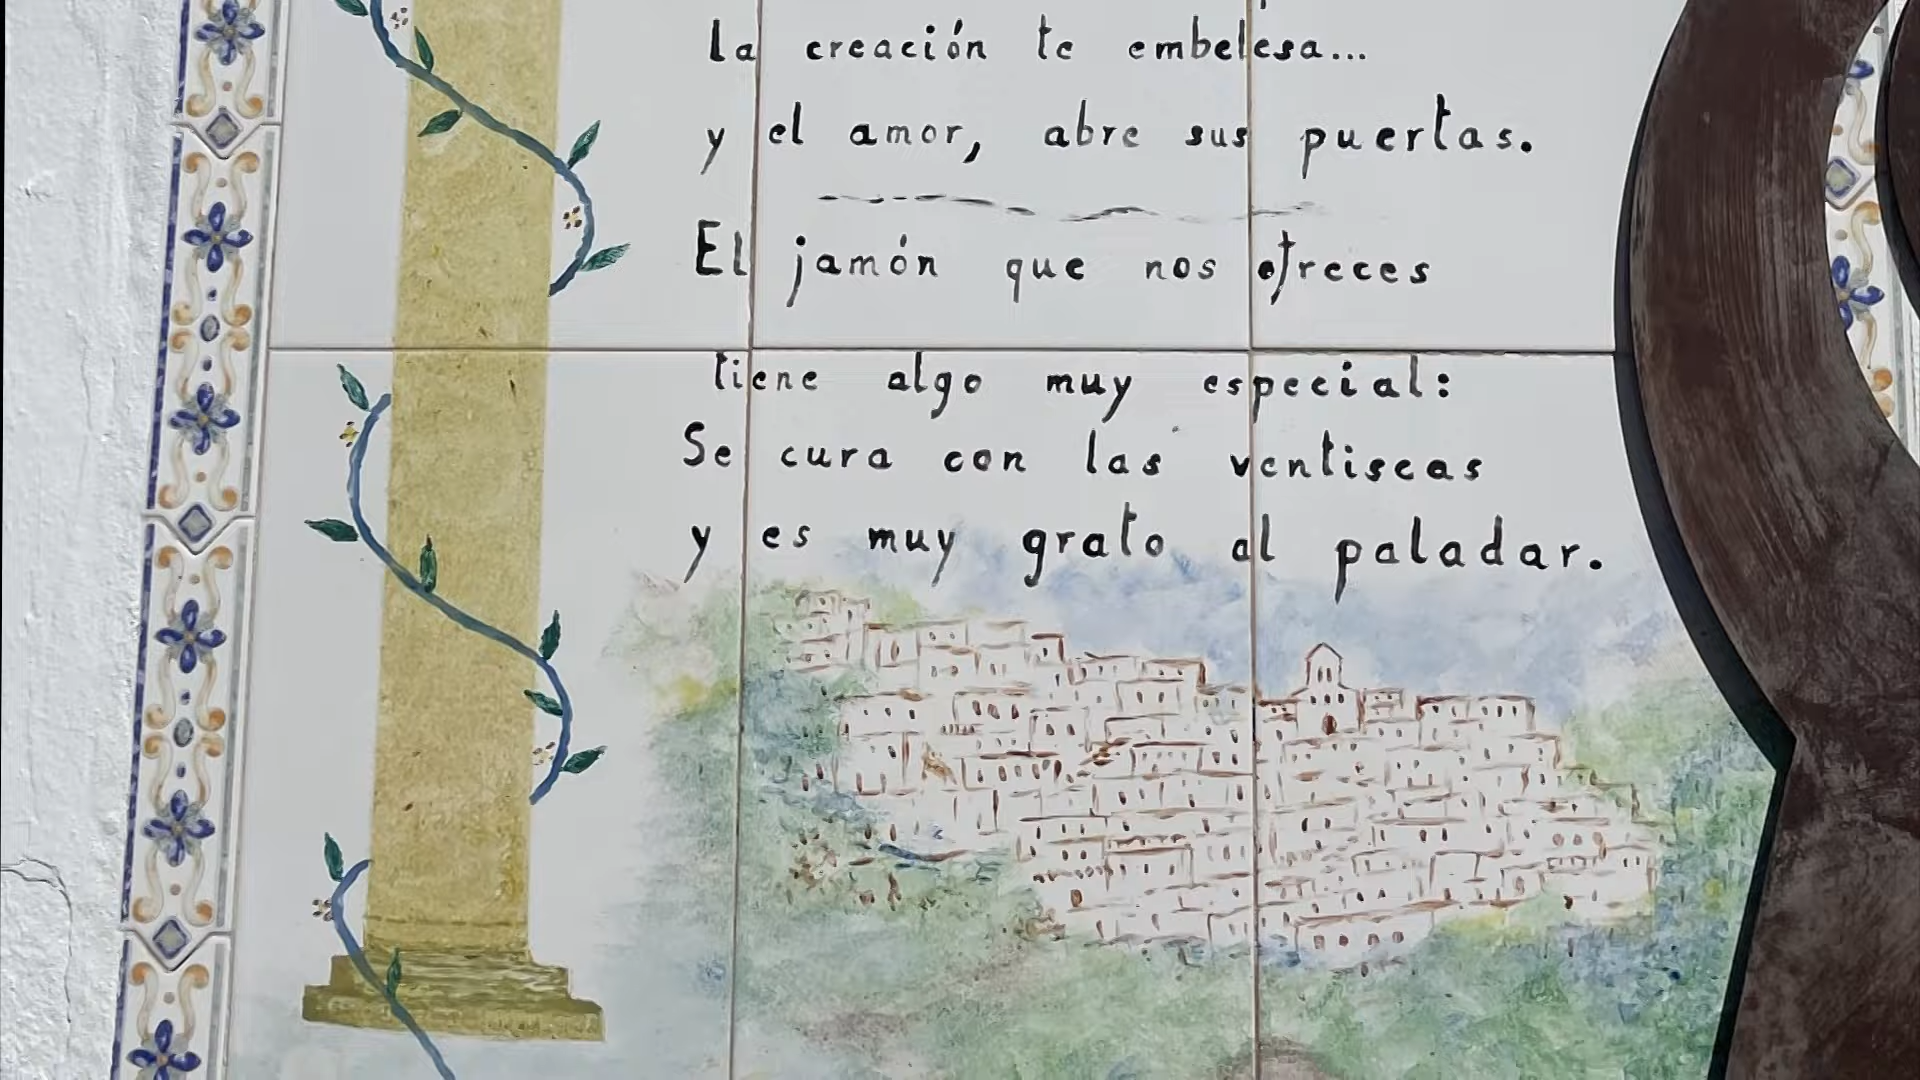 la creación te embelesa...
y el amor, abre sus puertas.
El jamón que nos ofreces
tiene algo muy especial:
Se cura con las ventiscas
y es muy grato al paladar.